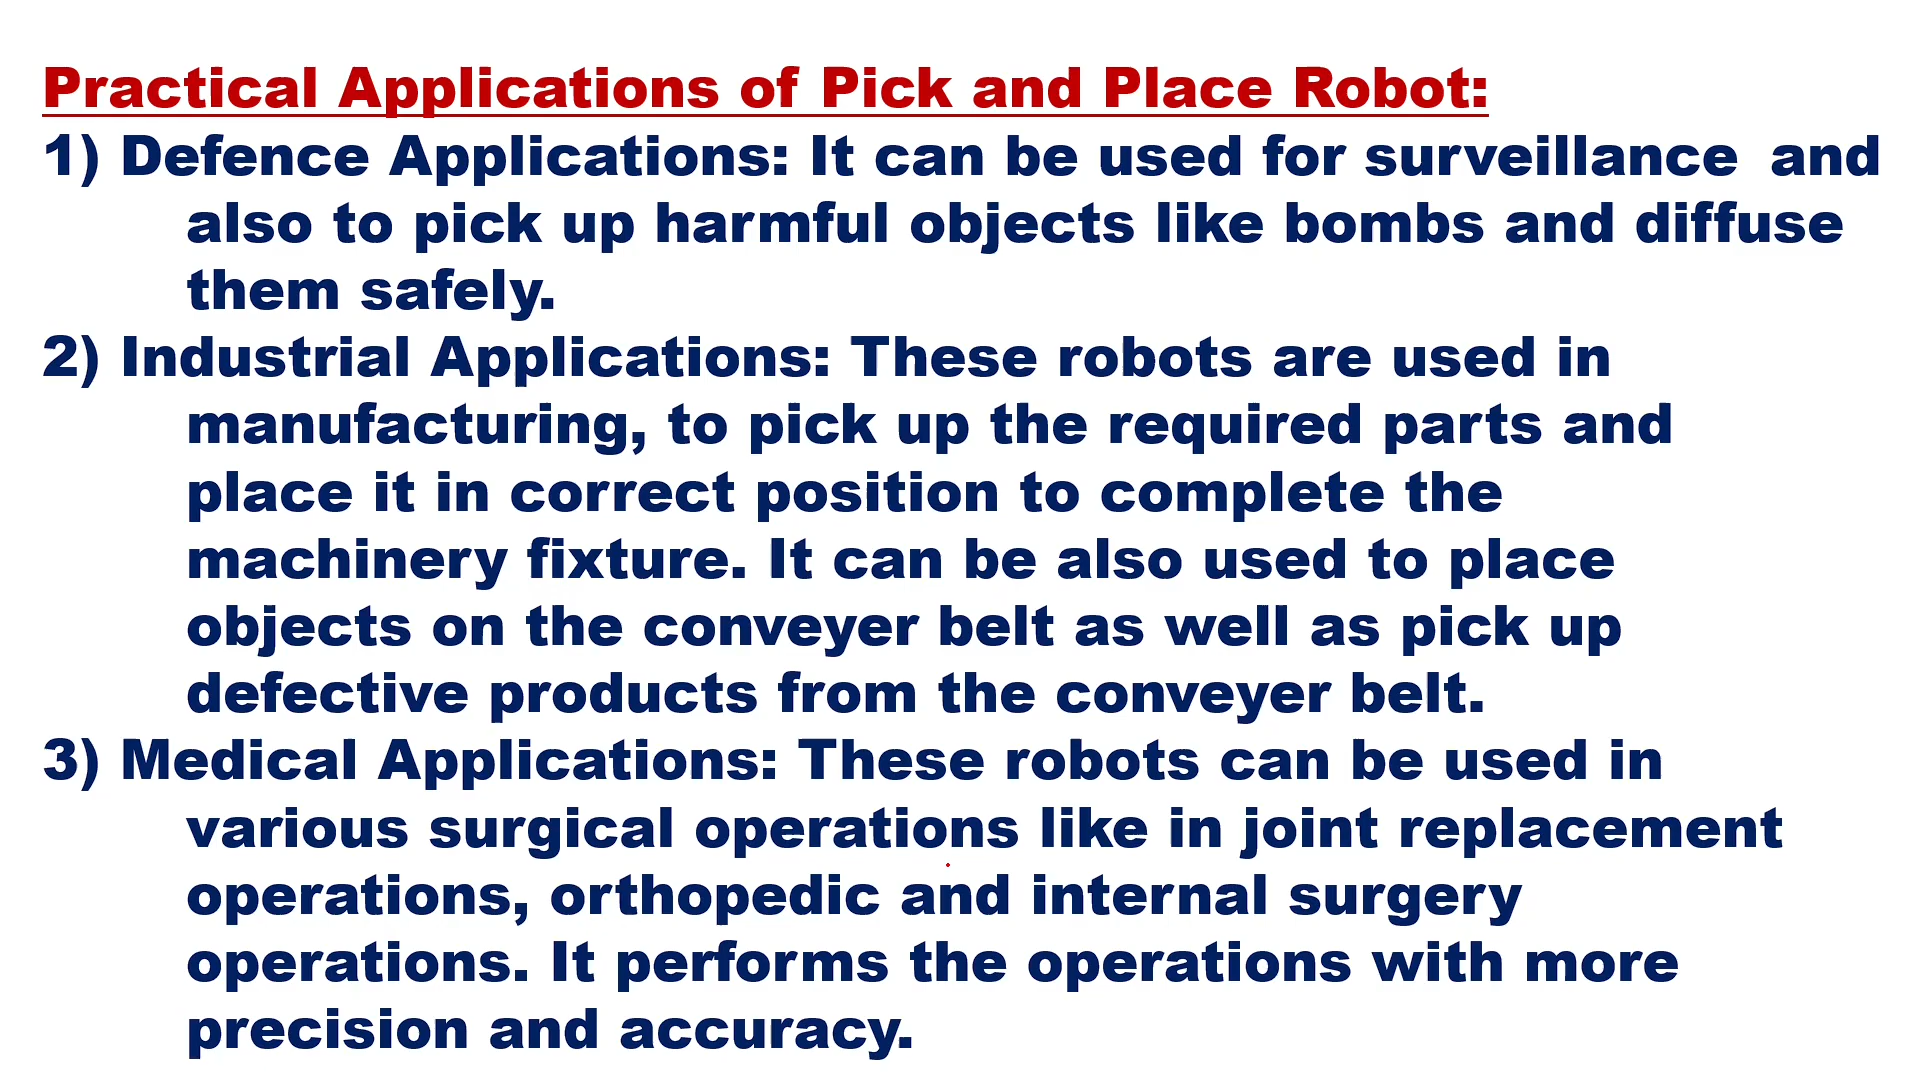 Practical Applications of Pick and Place Robot:
1) Defence Applications: It can be used for surveillance and
also to pick up harmful objects like bombs and diffuse
them safely.
2) Industrial Applications: These robots are used in
manufacturing, to pick up the required parts and
place it in correct position to complete the
machinery fixture. It can be also used to place
objects on the conveyer belt as well as pick up
defective products from the conveyer belt.
3) Medical Applications: These robots can be used in
various surgical operations like in joint replacement
operations, orthopedic and internal surgery
operations. It performs the operations with more
precision and accuracy.